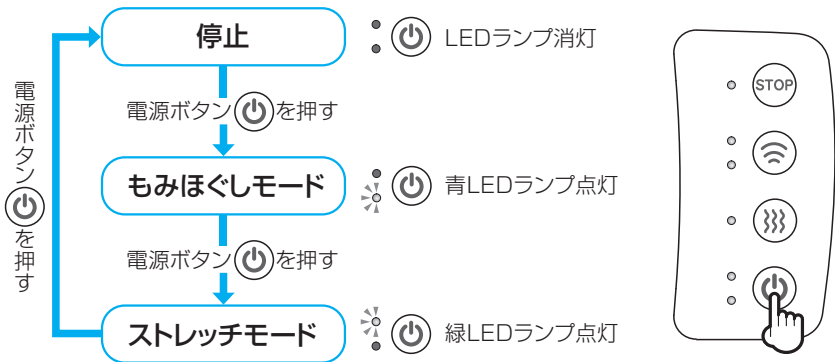 停止
LEDランプ消灯
電源ボタンを押す
もみほぐしモード
青LEDランプ点灯
電源ボタンを押す
ストレッチモード
緑LEDランプ点灯
電源ボタンを押す
STOP